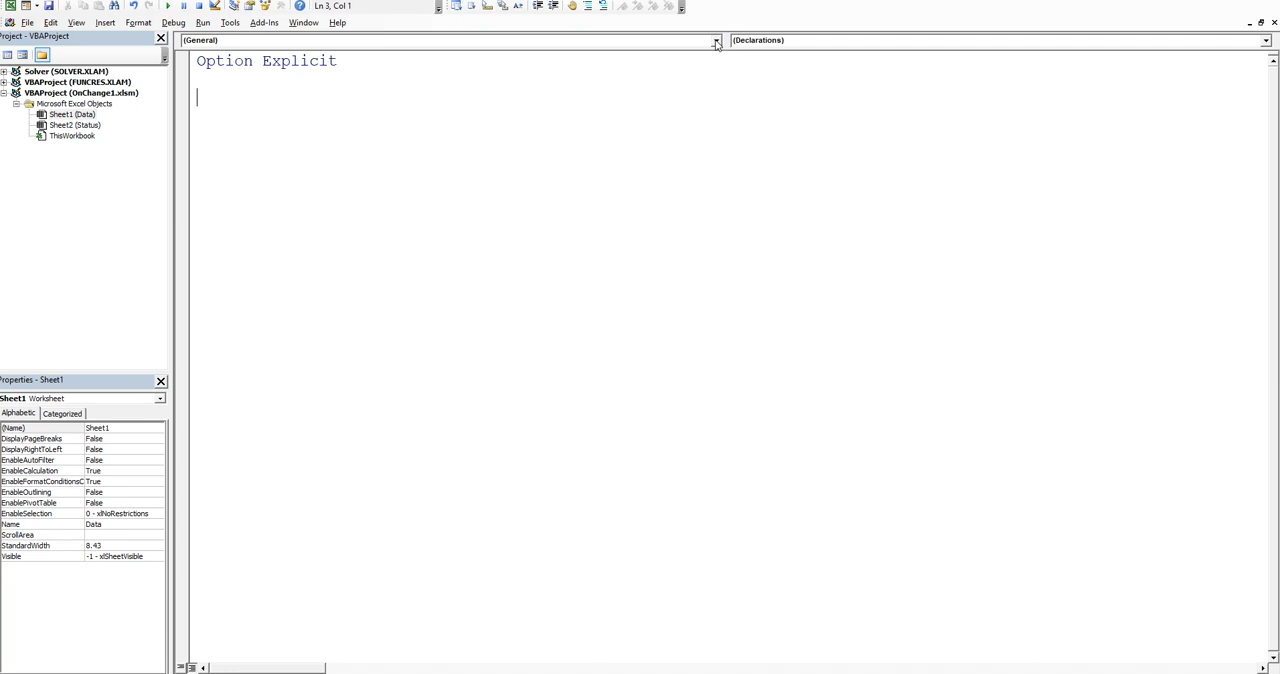 Ln 3, Col 1
File Edit View Insert Format Debug Run Tools Add-Ins Window Help
Project - VBAProject
(General)
(Declarations)
Option Explicit
Solver (SOLVER.XLAM)
VBAProject (FUNCRES.XLAM)
VBAProject (OnChange1.xlsm)
Microsoft Excel Objects
Sheet1 (Data)
Sheet2 (Status)
ThisWorkbook
Properties - Sheet1
Sheet1 Worksheet
Alphabetic Categorized
(Name) Sheet1
DisplayPageBreaks False
DisplayRightToLeft False
EnableAutoFilter False
EnableCalculation True
EnableFormatConditionsC True
EnableOutlining False
EnablePivotTable False
EnableSelection 0 - xlNoRestrictions
Name Data
ScrollArea
StandardWidth 8.43
Visible -1 - xlSheetVisible